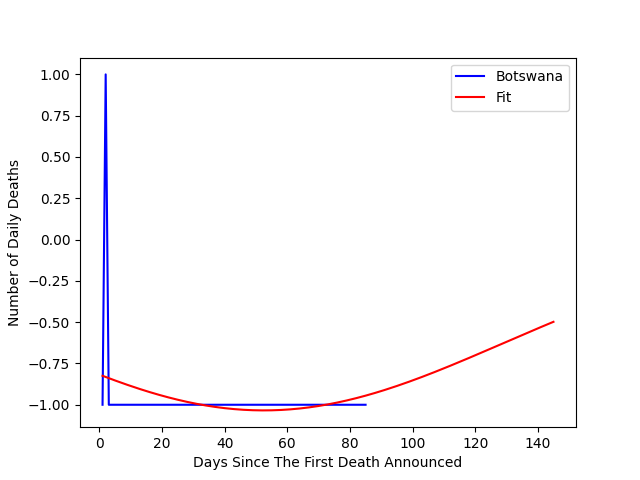 Botswana
Fit
1.00
0.75
0.50
0.25
0.00
−0.25
−0.50
−0.75
−1.00
Number of Daily Deaths
0 20 40 60 80 100 120 140
Days Since The First Death Announced